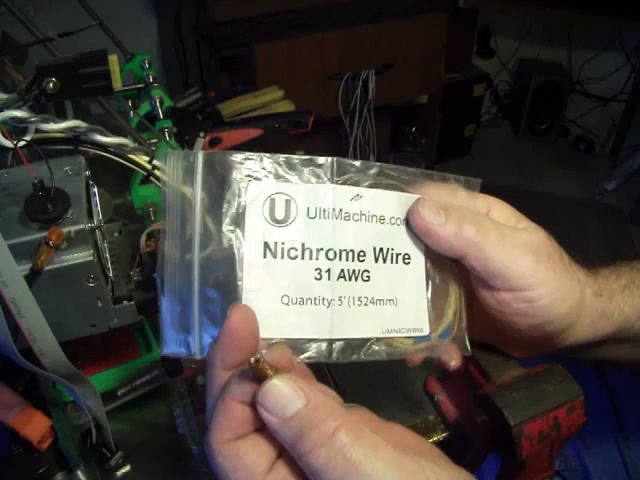 U UltiMachine.com
Nichrome Wire
31 AWG
Quantity: 5' (1524mm)